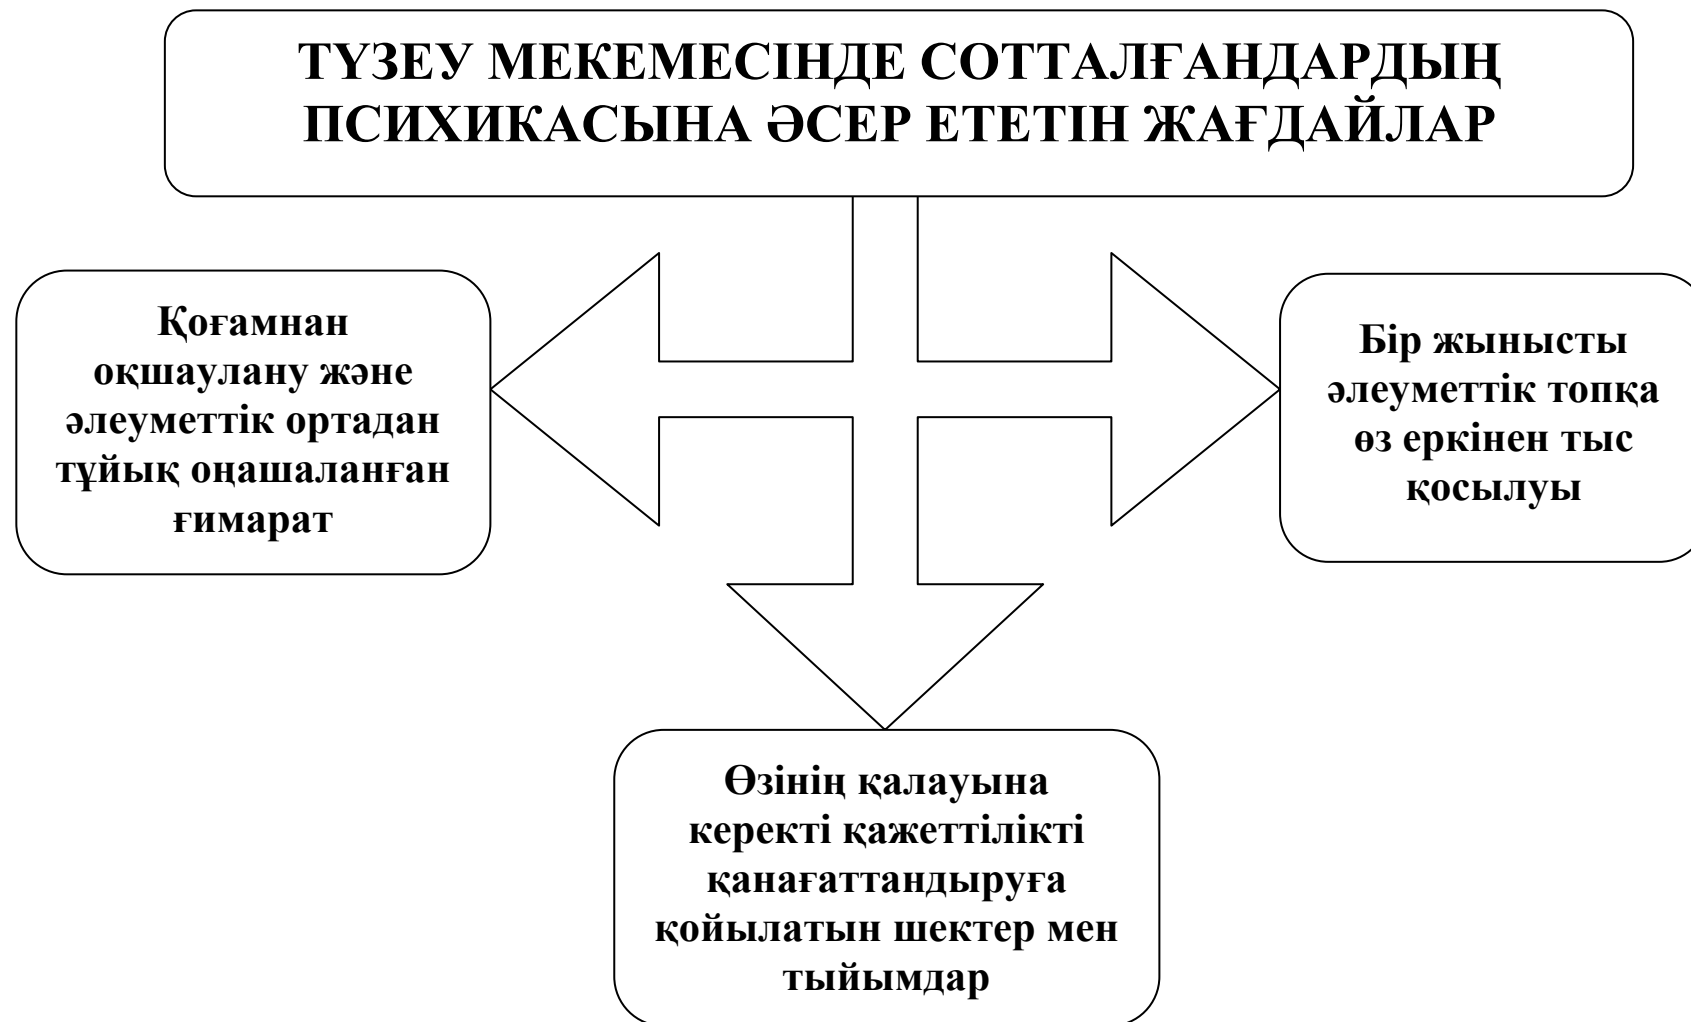 ТҮЗЕУ МЕКЕМЕСІНДЕ СОТТАЛҒАНДАРДЫҢ
ПСИХИКАСЫНА ӘСЕР ЕТЕТІН ЖАҒДАЙЛАР
Қоғамнан
оқшаулану және
әлеуметтік ортадан
тұйық оңашаланған
ғимарат
Бір жынысты
әлеуметтік топқа
өз еркінен тыс
қосылуы
Өзінің қалауына
керекті қажеттілікті
қанағаттандыруға
қойылатын шектер мен
тыйымдар